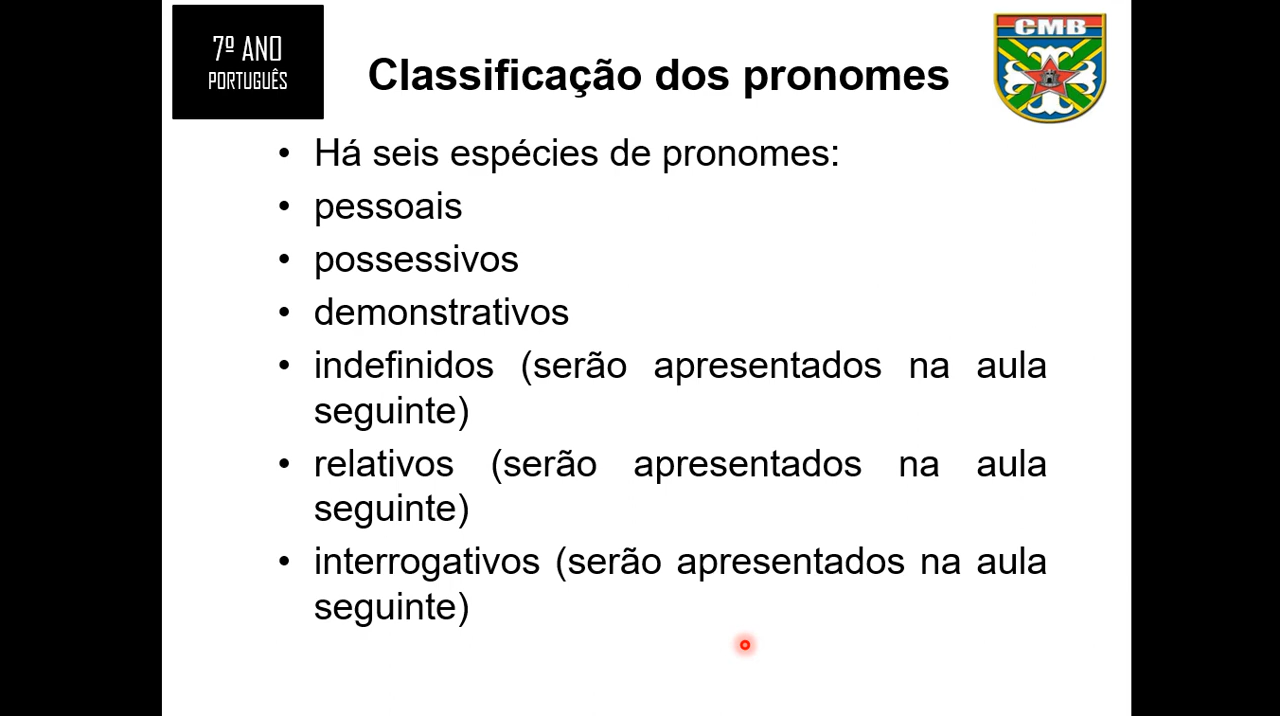 7º ANO
PORTUGUÊS
Classificação dos pronomes
CMB
• Há seis espécies de pronomes:
• pessoais
• possessivos
• demonstrativos
• indefinidos (serão apresentados na aula
seguinte)
• relativos (serão apresentados na aula
seguinte)
• interrogativos (serão apresentados na aula
seguinte)